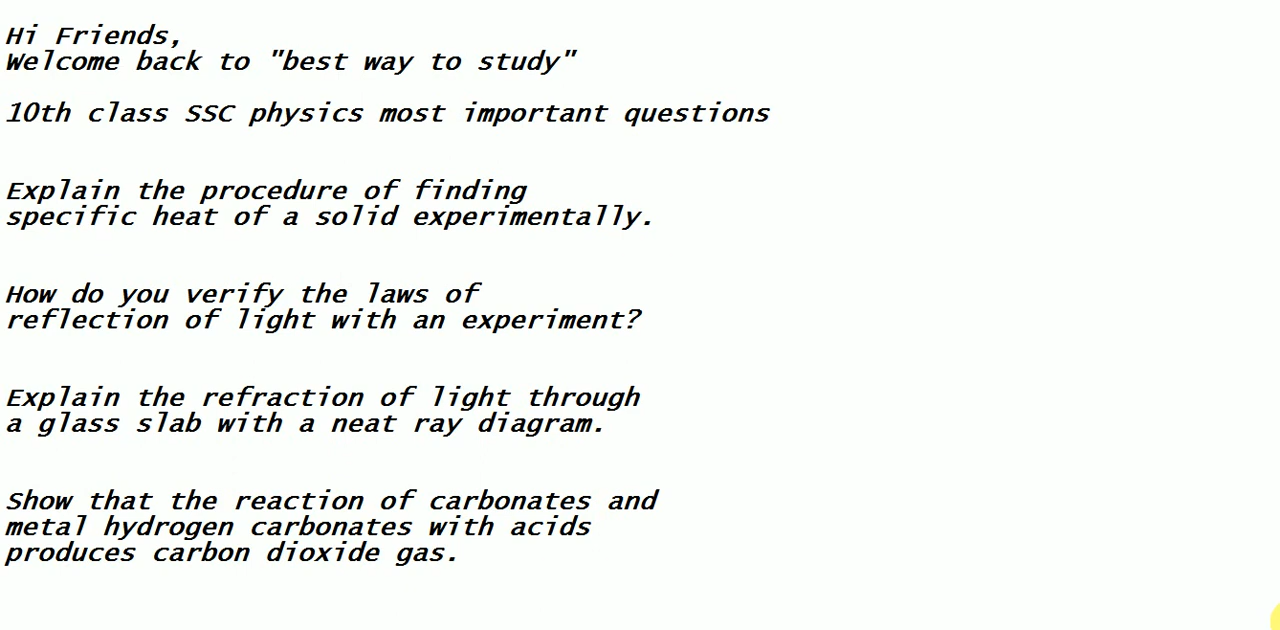 Hi Friends,
Welcome back to "best way to study"
10th class SSC physics most important questions
Explain the procedure of finding
specific heat of a solid experimentally.
How do you verify the laws of
reflection of light with an experiment?
Explain the refraction of light through
a glass slab with a neat ray diagram.
Show that the reaction of carbonates and
metal hydrogen carbonates with acids
produces carbon dioxide gas.